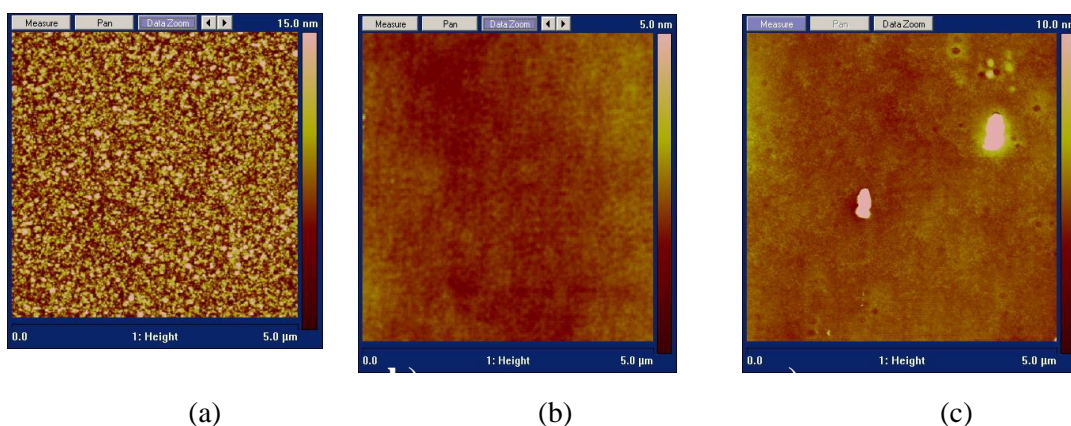 Measure Pan Data Zoom 15.0 nm
0.0 1: Height 5.0 µm
(a)
Measure Pan Data Zoom 5.0 nm
0.0 1: Height 5.0 µm
(b)
Measure Pan Data Zoom 10.0 nm
0.0 1: Height 5.0 µm
(c)